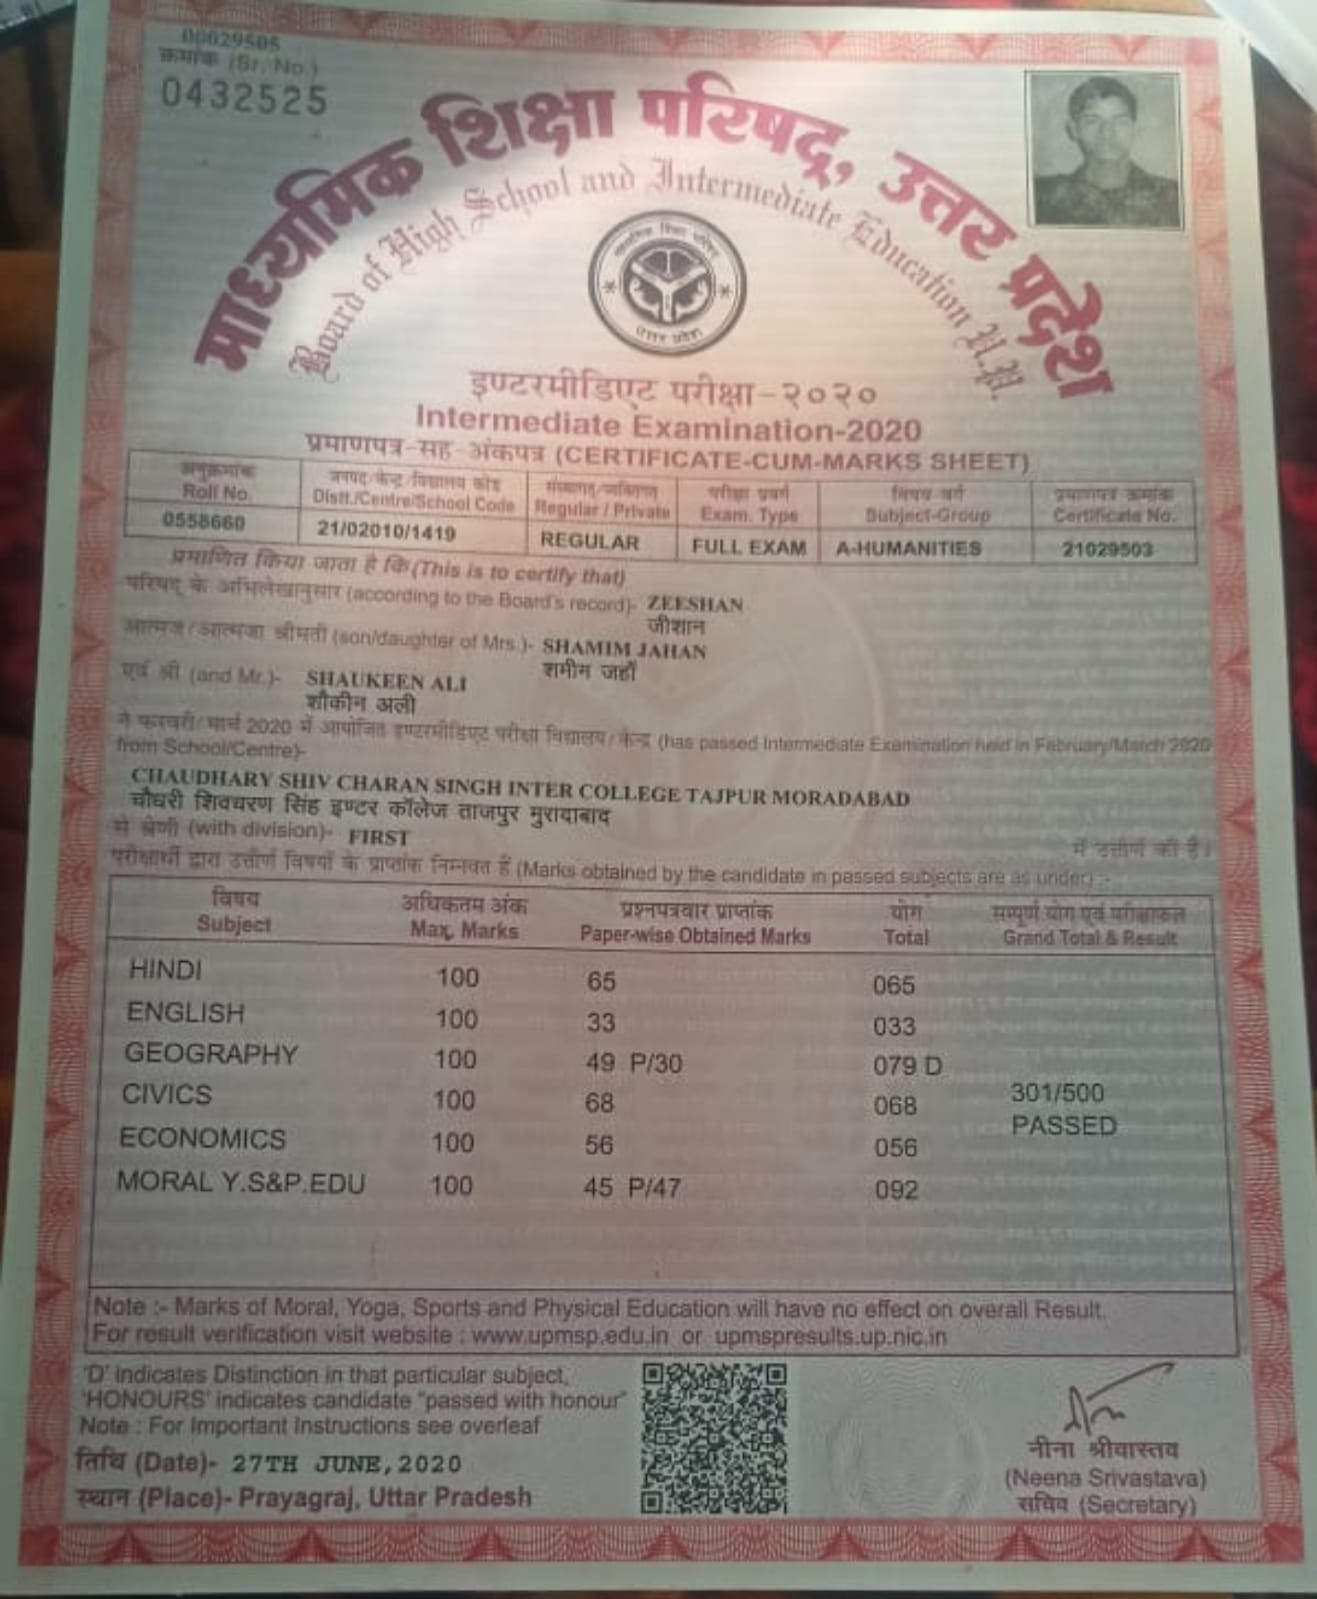 00029505
क्रमांक (Sr. No.)
0432525
माध्यमिक शिक्षा परिषद्, उत्तर प्रदेश
Board of High School and Intermediate Education U.P.
माध्यमिक शिक्षा परिषद
उत्तर प्रदेश
इण्टरमीडिएट परीक्षा-२०२०
Intermediate Examination-2020
प्रमाणपत्र-सह-अंकपत्र (CERTIFICATE-CUM-MARKS SHEET)
अनुक्रमांक जनपद/केन्द्र/विद्यालय कोड संस्थागत/व्यक्तिगत परीक्षा प्रवर्ग विषय वर्ग प्रमाणपत्र क्रमांक
Roll No. Distt./Centre/School Code Regular / Private Exam. Type Subject-Group Certificate No.
0558660 21/02010/1419 REGULAR FULL EXAM A-HUMANITIES 21029503
प्रमाणित किया जाता है कि (This is to certify that)
परिषद् के अभिलेखानुसार (according to the Board's record)- ZEESHAN
जीशान
आत्मज/आत्मजा श्रीमती (son/daughter of Mrs.)- SHAMIM JAHAN
शमीम जहाँ
एवं श्री (and Mr.)- SHAUKEEN ALI
शौकीन अली
ने फरवरी/मार्च 2020 में आयोजित इण्टरमीडिएट परीक्षा विद्यालय/केन्द्र (has passed Intermediate Examination held in February/March 2020
from School/Centre)-
CHAUDHARY SHIV CHARAN SINGH INTER COLLEGE TAJPUR MORADABAD
चौधरी शिवचरण सिंह इण्टर कॉलेज ताजपुर मुरादाबाद
से श्रेणी (with division)- FIRST में उत्तीर्ण की है।
परीक्षार्थी द्वारा उत्तीर्ण विषयों के प्राप्तांक निम्नवत हैं (Marks obtained by the candidate in passed subjects are as under) :-
विषय अधिकतम अंक प्रश्नपत्रवार प्राप्तांक योग सम्पूर्ण योग एवं परीक्षाफल
Subject Max. Marks Paper-wise Obtained Marks Total Grand Total & Result
HINDI 100 65 065
ENGLISH 100 33 033
GEOGRAPHY 100 49 P/30 079 D
CIVICS 100 68 068 301/500
PASSED
ECONOMICS 100 56 056
MORAL Y.S&P.EDU 100 45 P/47 092
Note :- Marks of Moral, Yoga, Sports and Physical Education will have no effect on overall Result.
For result verification visit website : www.upmsp.edu.in or upmspresults.up.nic.in
'D' indicates Distinction in that particular subject,
'HONOURS' indicates candidate "passed with honour"
Note : For Important Instructions see overleaf
तिथि (Date)- 27TH JUNE,2020
स्थान (Place)- Prayagraj, Uttar Pradesh
नीना श्रीवास्तव
(Neena Srivastava)
सचिव (Secretary)